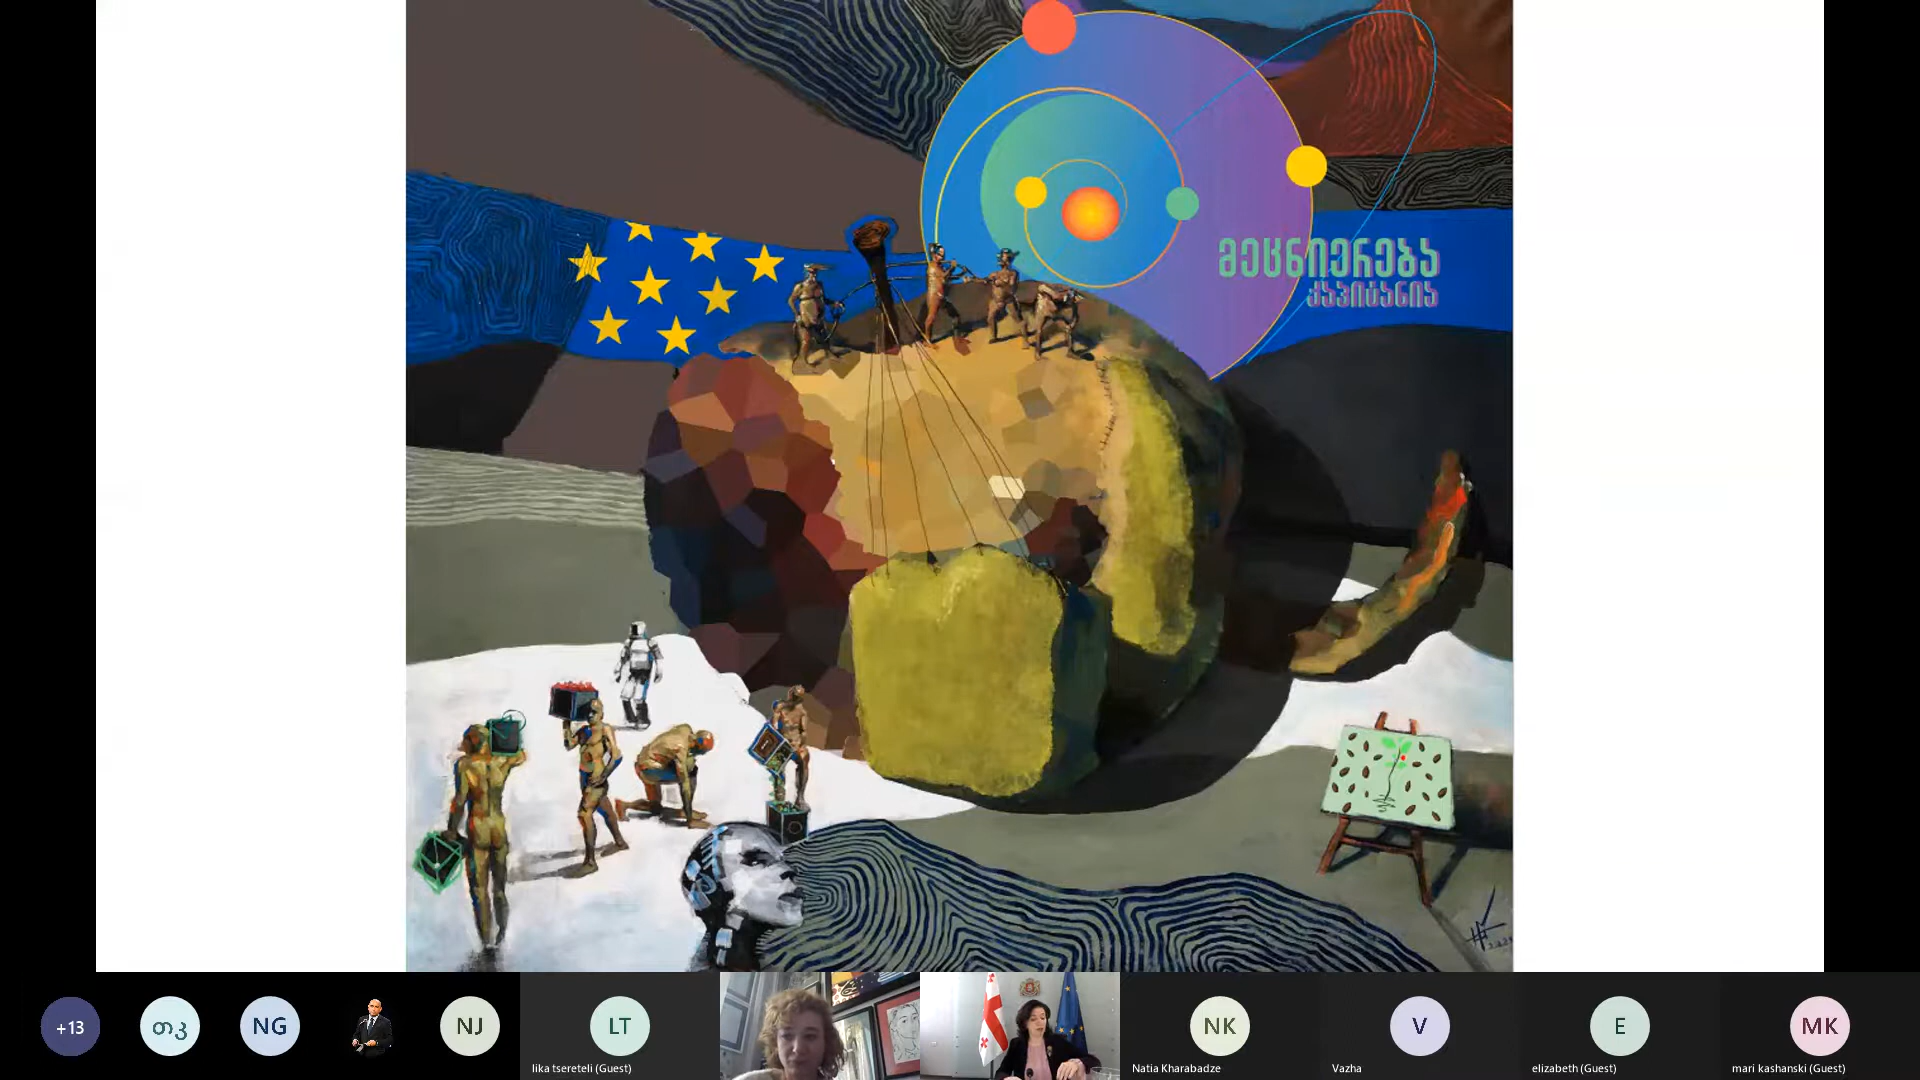 მეცნიერება
კაპიტანია
+13
თკ
NG
NJ
LT
lika tsereteli (Guest)
NK
Natia Kharabadze
V
Vazha
E
elizabeth (Guest)
MK
mari kashanski (Guest)